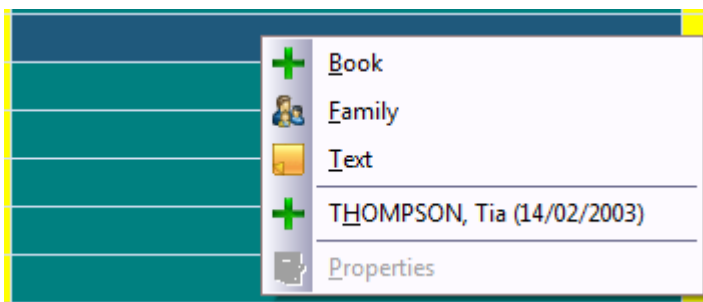 Book
Family
Text
THOMPSON, Tia (14/02/2003)
Properties